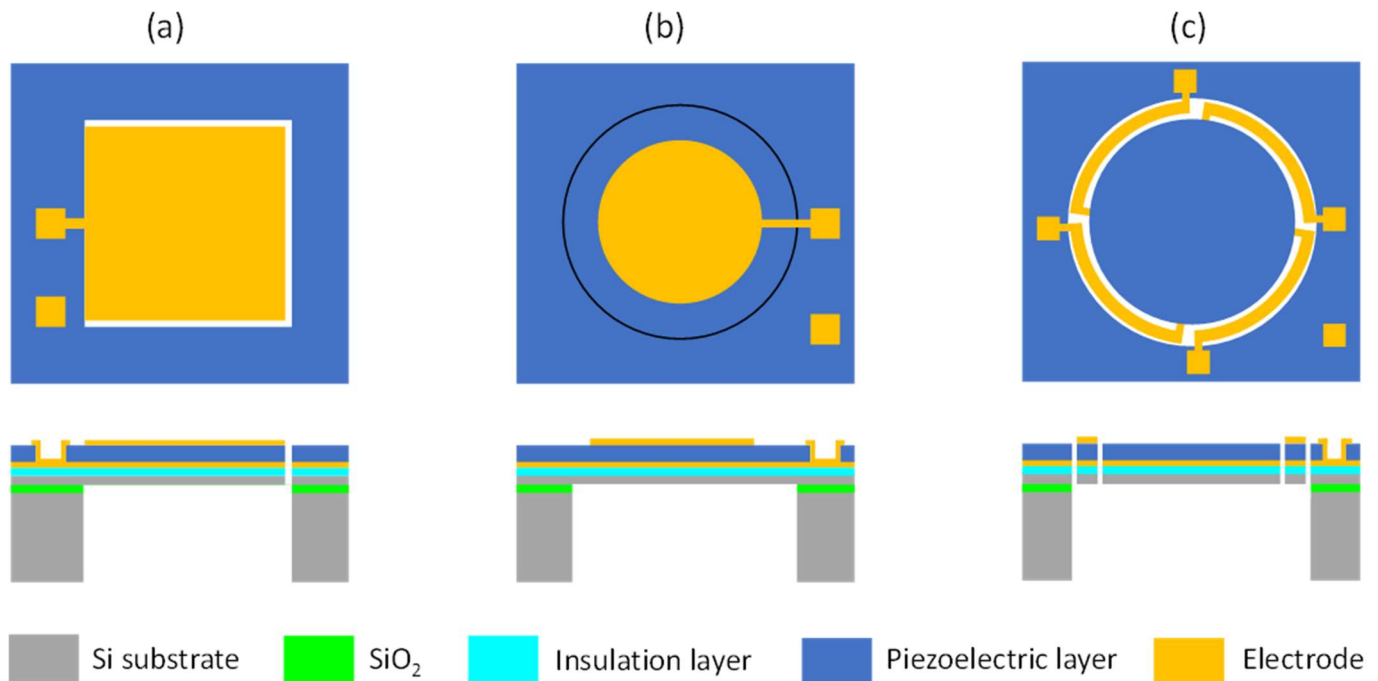 (a)
(b)
(c)
Si substrate
SiO₂
Insulation layer
Piezoelectric layer
Electrode